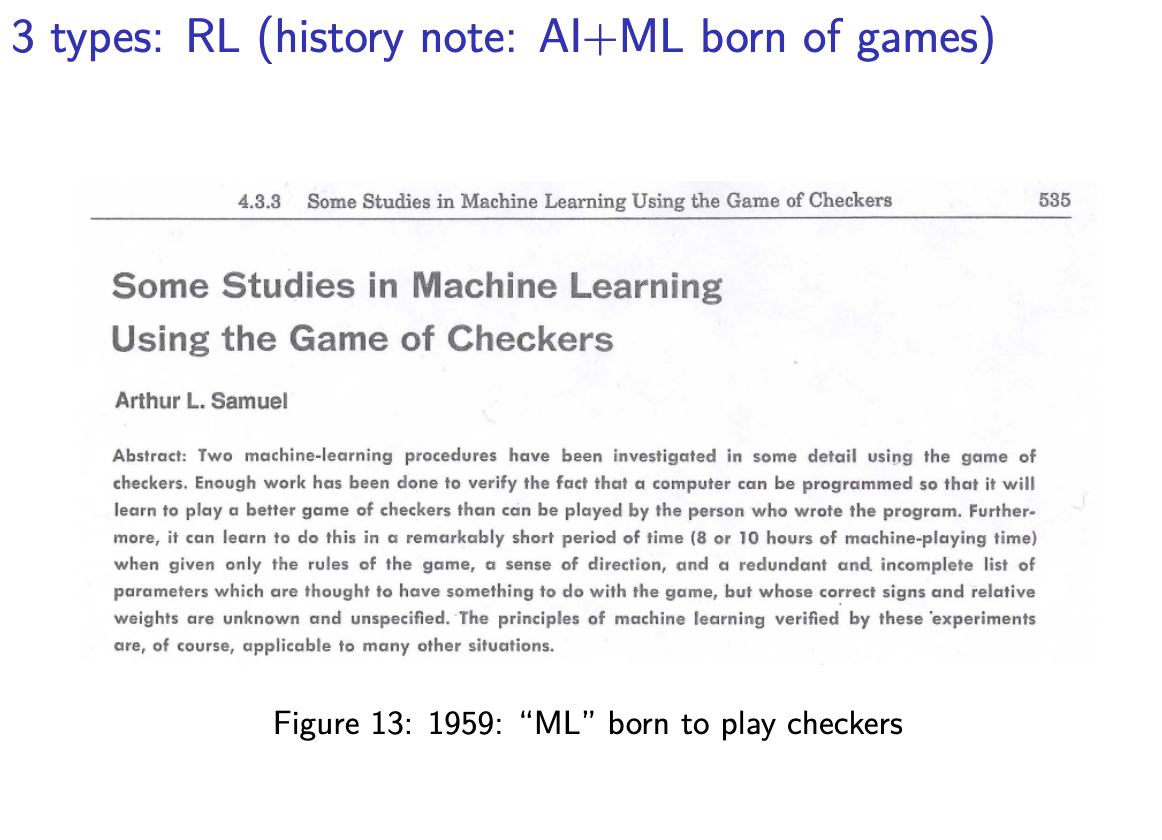 3 types: RL (history note: AI+ML born of games)
4.3.3 Some Studies in Machine Learning Using the Game of Checkers 535
Some Studies in Machine Learning
Using the Game of Checkers
Arthur L. Samuel
Abstract: Two machine-learning procedures have been investigated in some detail using the game of
checkers. Enough work has been done to verify the fact that a computer can be programmed so that it will
learn to play a better game of checkers than can be played by the person who wrote the program. Further-
more, it can learn to do this in a remarkably short period of time (8 or 10 hours of machine-playing time)
when given only the rules of the game, a sense of direction, and a redundant and incomplete list of
parameters which are thought to have something to do with the game, but whose correct signs and relative
weights are unknown and unspecified. The principles of machine learning verified by these experiments
are, of course, applicable to many other situations.
Figure 13: 1959: “ML” born to play checkers